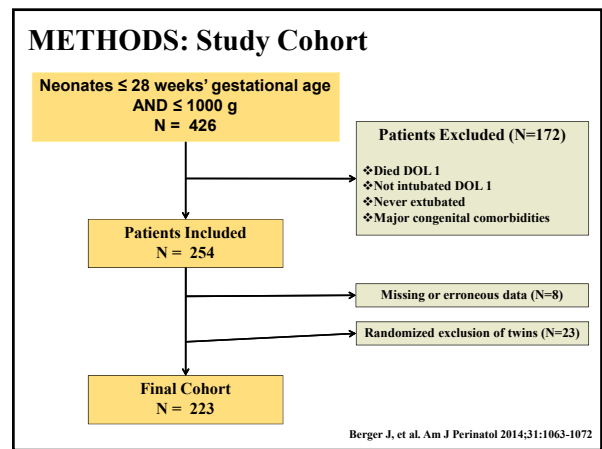 METHODS: Study Cohort
Neonates ≤ 28 weeks' gestational age
AND ≤ 1000 g
N = 426
Patients Excluded (N=172)
❖Died DOL 1
❖Not intubated DOL 1
❖Never extubated
❖Major congenital comorbidities
Patients Included
N = 254
Missing or erroneous data (N=8)
Randomized exclusion of twins (N=23)
Final Cohort
N = 223
Berger J, et al. Am J Perinatol 2014;31:1063-1072